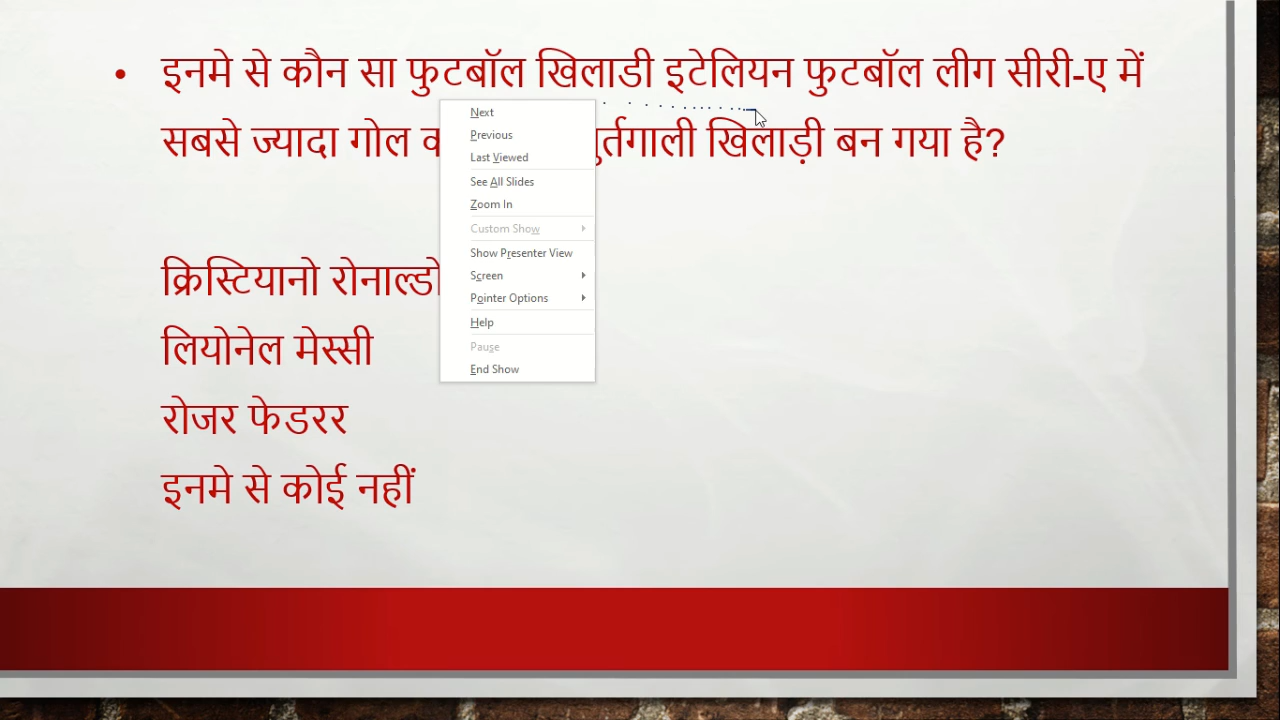 • इनमे से कौन सा फुटबॉल खिलाडी इटेलियन फुटबॉल लीग सीरी-ए में
सबसे ज्यादा गोल बन गया है?
पुर्तगाली खिलाड़ी
क्रिस्टियानो रोनाल्डो
लियोनेल मेस्सी
रोजर फेडरर
इनमे से कोई नहीं
Next
Previous
Last Viewed
See All Slides
Zoom In
Custom Show
Show Presenter View
Screen
Pointer Options
Help
Pause
End Show